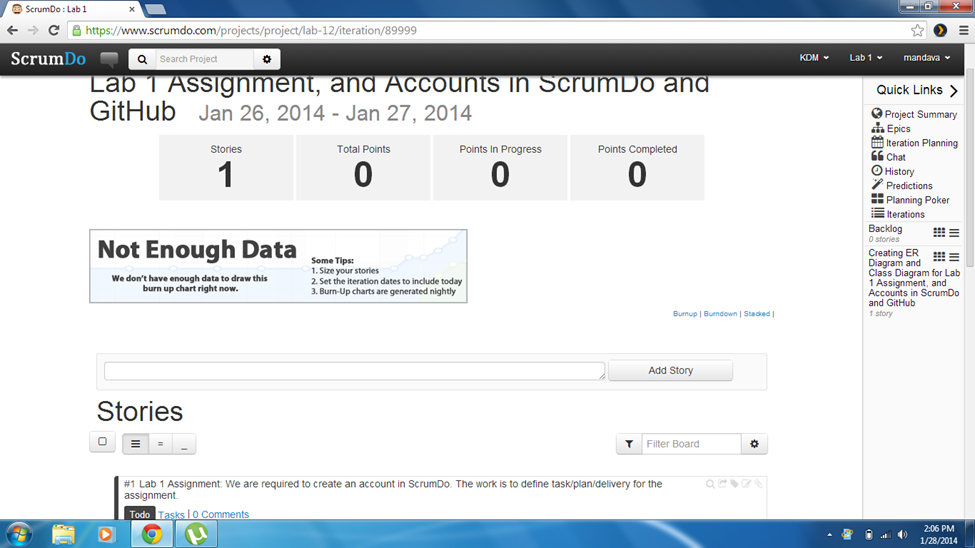 ScrumDo : Lab 1
https://www.scrumdo.com/projects/project/lab-12/iteration/89999
ScrumDo
Search Project
KDM
Lab 1
mandava
Lab 1 Assignment, and Accounts in ScrumDo and
GitHub Jan 26, 2014 - Jan 27, 2014
Stories
1
Total Points
0
Points In Progress
0
Points Completed
0
Not Enough Data
We don't have enough data to draw this
burn up chart right now.
Some Tips:
1. Size your stories
2. Set the iteration dates to include today
3. Burn-Up charts are generated nightly
Burnup | Burndown | Stacked |
Add Story
Stories
Filter Board
#1 Lab 1 Assignment: We are required to create an account in ScrumDo. The work is to define task/plan/delivery for the
assignment.
Todo Tasks | 0 Comments
Quick Links
Project Summary
Epics
Iteration Planning
Chat
History
Predictions
Planning Poker
Iterations
Backlog
0 stories
Creating ER
Diagram and
Class Diagram for Lab
1 Assignment, and
Accounts in ScrumDo
and GitHub
1 story
2:06 PM
1/28/2014